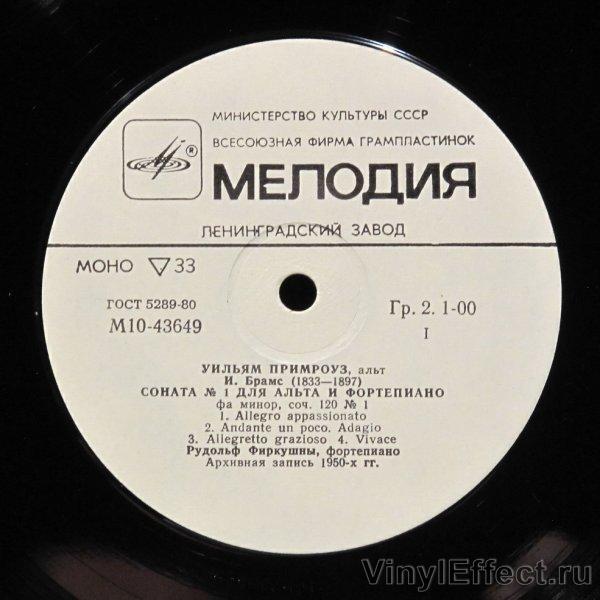 МИНИСТЕРСТВО КУЛЬТУРЫ СССР
ВСЕСОЮЗНАЯ ФИРМА ГРАМПЛАСТИНОК
®
МЕЛОДИЯ
ЛЕНИНГРАДСКИЙ ЗАВОД
МОНО ▽ 33
ГОСТ 5289-80
М10-43649
Гр. 2. 1-00
I
УИЛЬЯМ ПРИМРОУЗ, альт
И. Брамс (1833—1897)
СОНАТА № 1 ДЛЯ АЛЬТА И ФОРТЕПИАНО
фа минор, соч. 120 № 1
1. Allegro appassionato
2. Andante un poco. Adagio
3. Allegretto grazioso 4. Vivace
Рудольф Фиркушны, фортепиано
Архивная запись 1950-х гг.
VinylEffect.ru